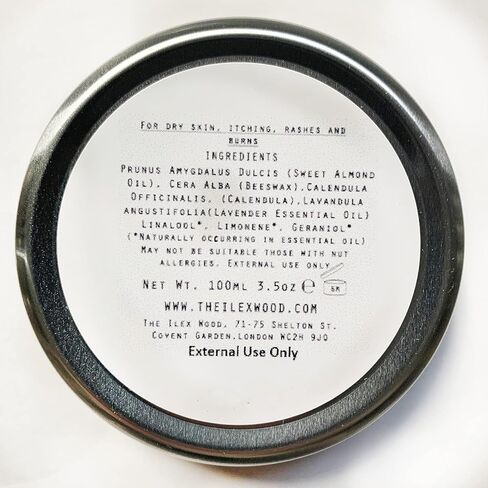 FOR DRY SKIN, ITCHING, RASHES AND
BURNS
INGREDIENTS
PRUNUS AMYGDALUS DULCIS (SWEET ALMOND
OIL), CERA ALBA (BEESWAX),CALENDULA
OFFICINALIS, (CALENDULA),LAVANDULA
ANGUSTIFOLIA(LAVENDER ESSENTIAL OIL)
LINALOOL*, LIMONENE*, GERANIOL*
(*NATURALLY OCCURRING IN ESSENTIAL OIL)
MAY NOT BE SUITABLE THOSE WITH NUT
ALLERGIES. EXTERNAL USE ONLY
NET WT. 100ML 3.5OZ ℮ 6M
WWW.THEILEXWOOD.COM
THE ILEX WOOD, 71-75 SHELTON ST.
COVENT GARDEN,LONDON WC2H 9JQ
External Use Only